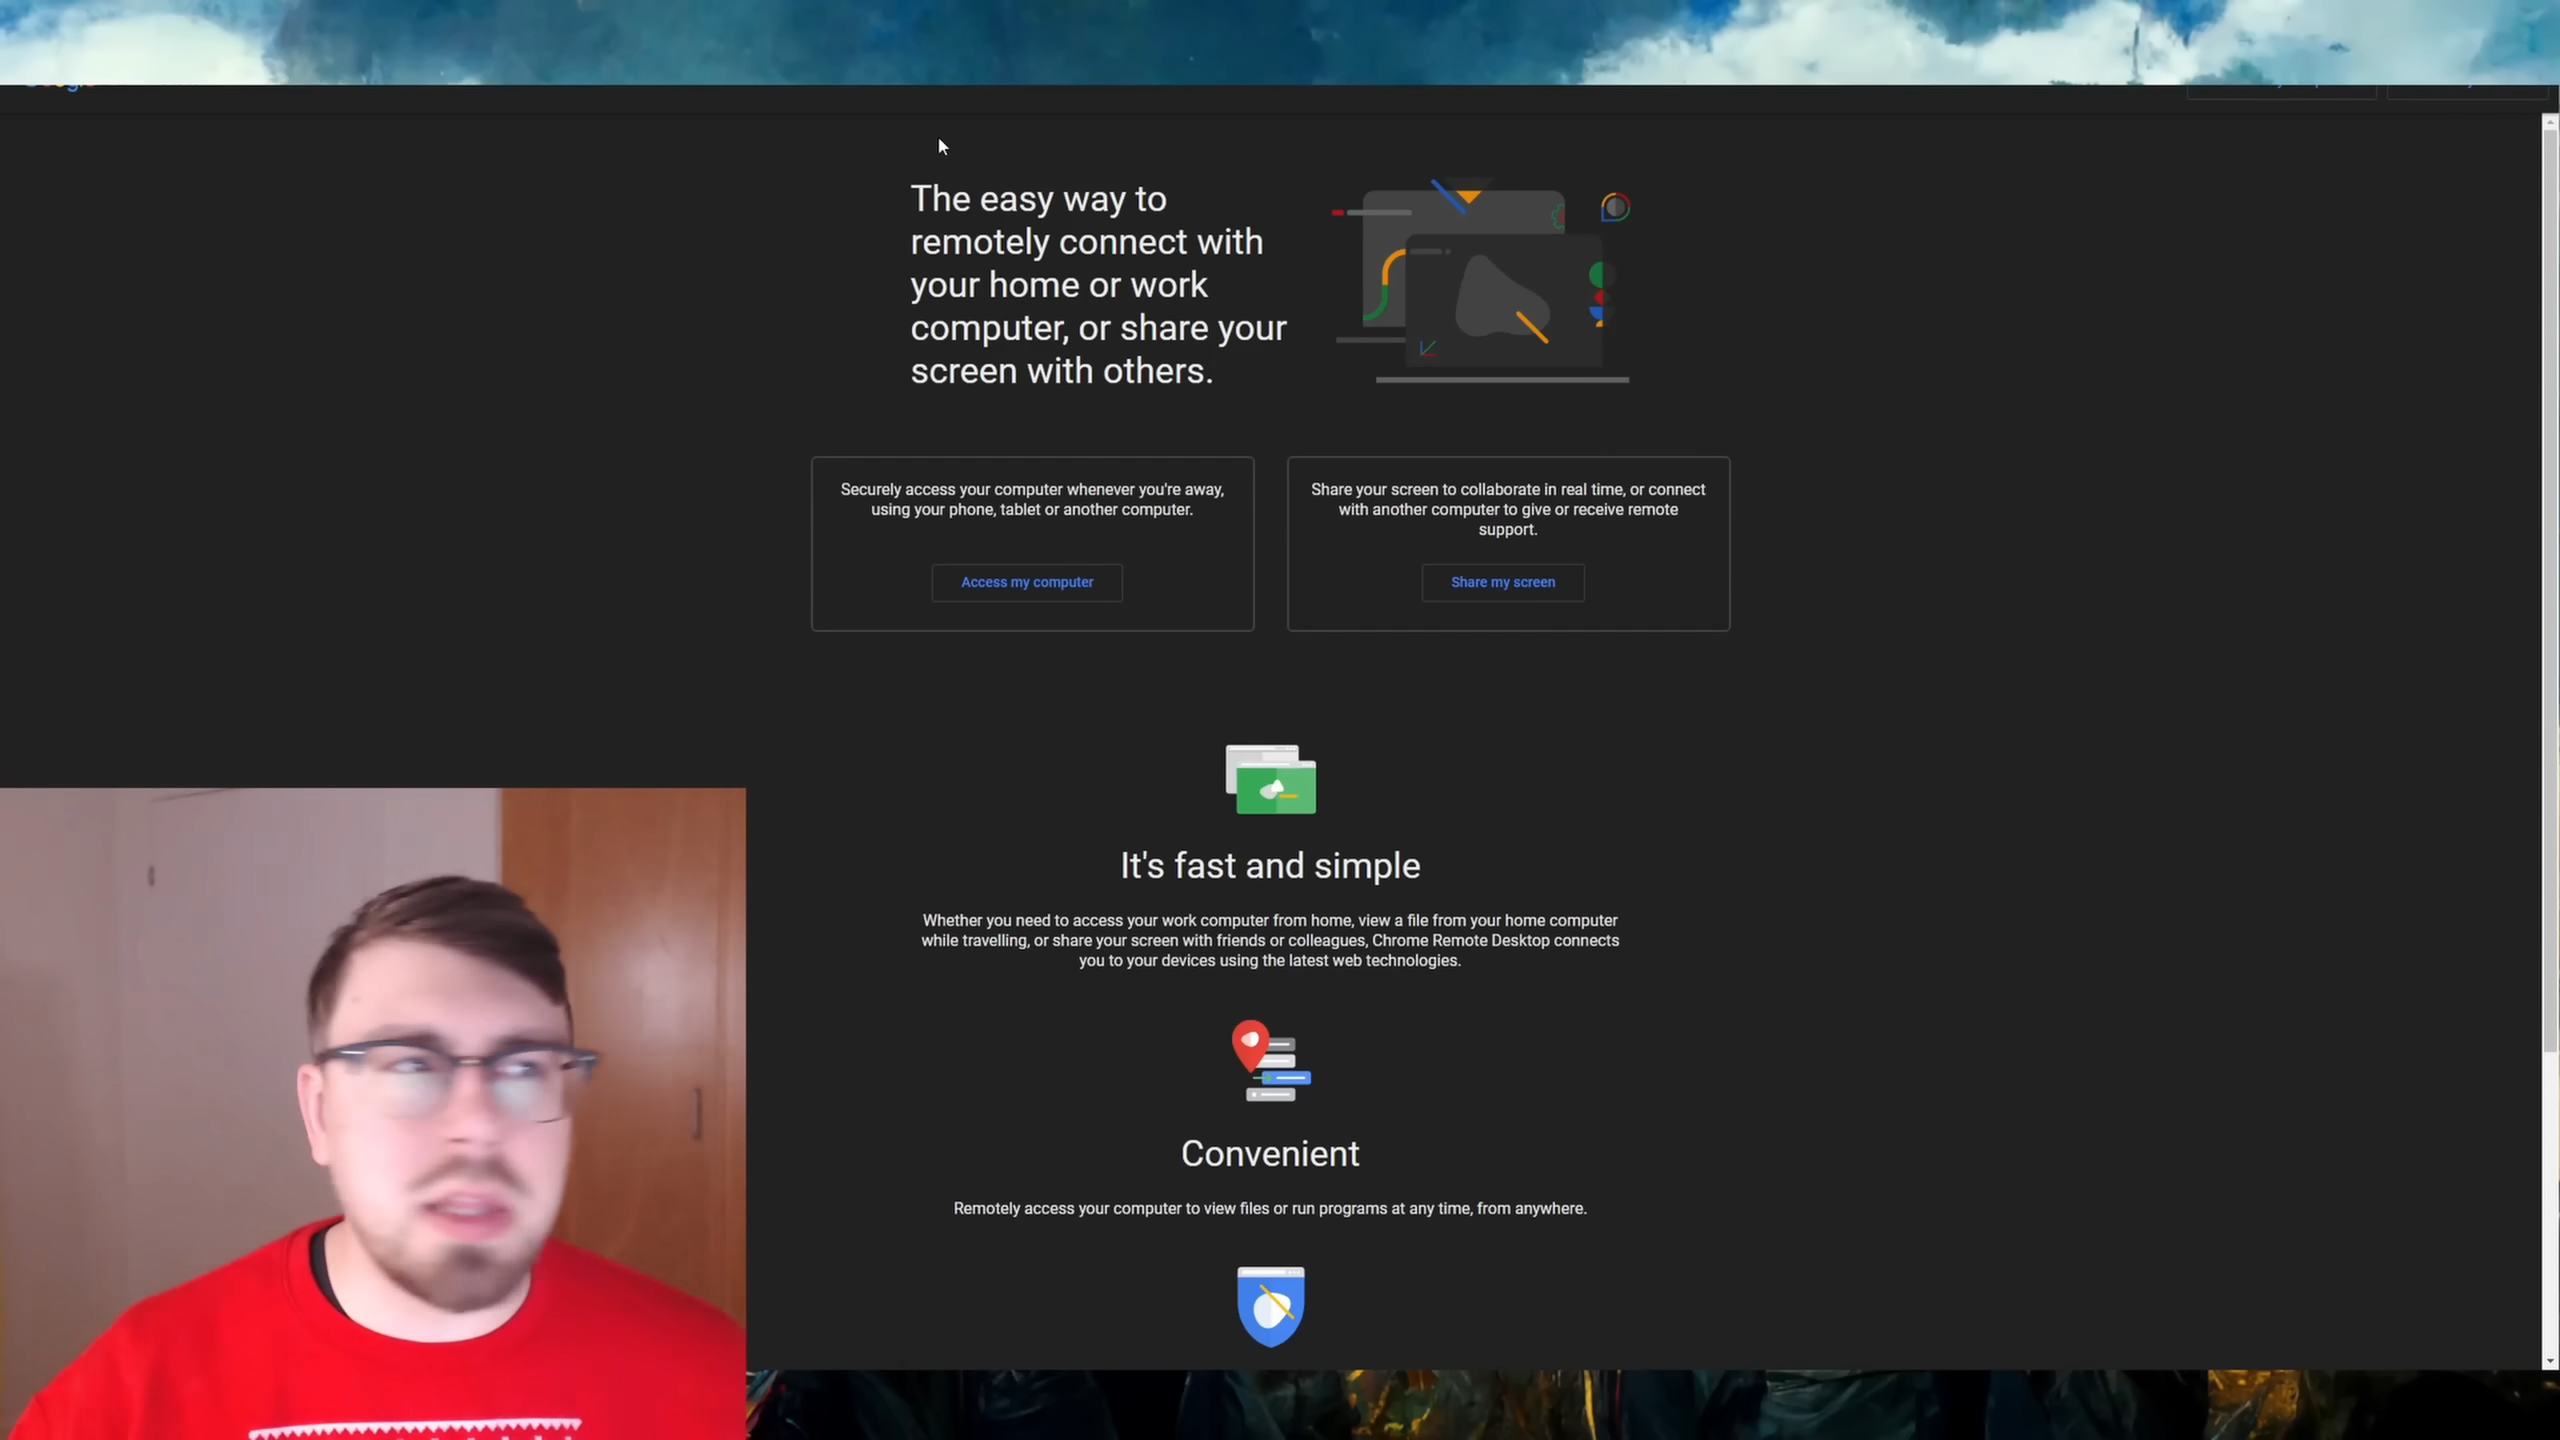 The easy way to
remotely connect with
your home or work
computer, or share your
screen with others.
Securely access your computer whenever you're away,
using your phone, tablet or another computer.
Access my computer
Share your screen to collaborate in real time, or connect
with another computer to give or receive remote
support.
Share my screen
It's fast and simple
Whether you need to access your work computer from home, view a file from your home computer
while travelling, or share your screen with friends or colleagues, Chrome Remote Desktop connects
you to your devices using the latest web technologies.
Convenient
Remotely access your computer to view files or run programs at any time, from anywhere.